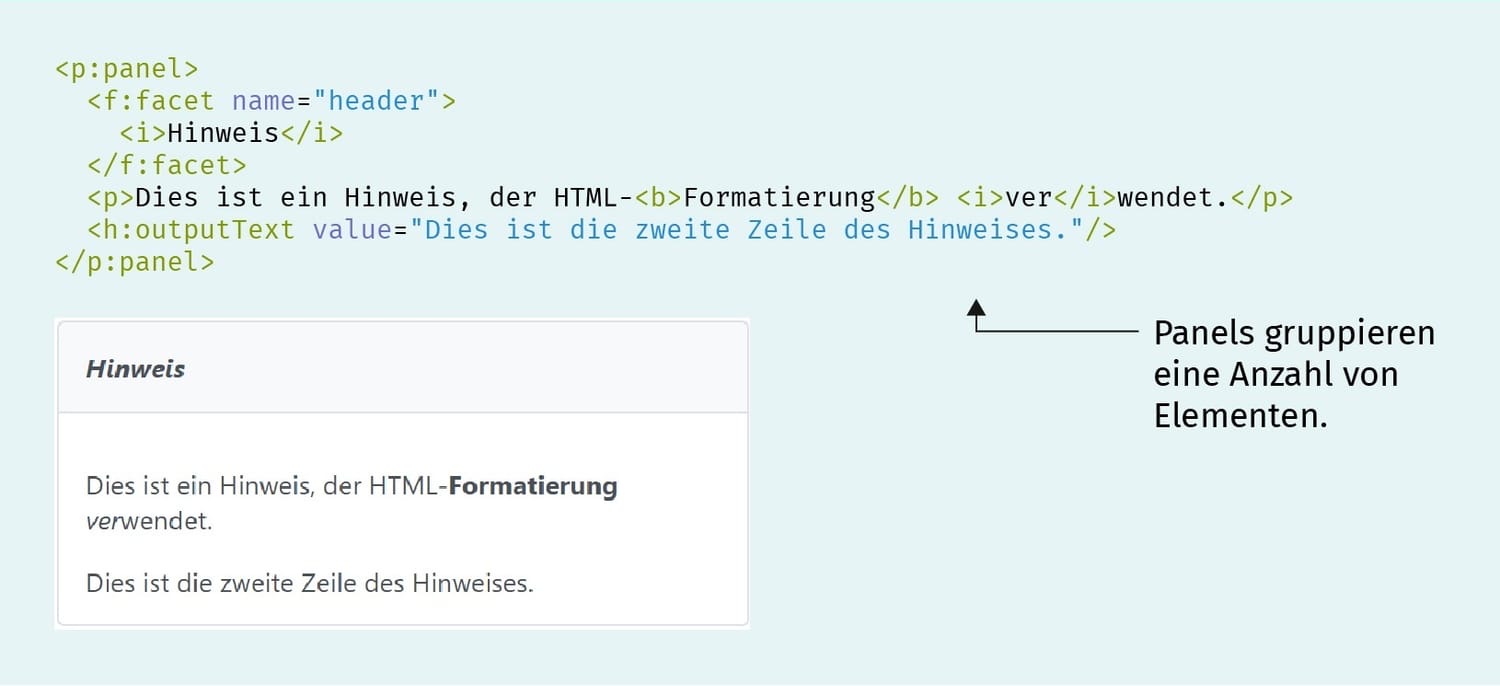 <p:panel>
  <f:facet name="header">
    <i>Hinweis</i>
  </f:facet>
  <p>Dies ist ein Hinweis, der HTML-<b>Formatierung</b> <i>ver</i>wendet.</p>
  <h:outputText value="Dies ist die zweite Zeile des Hinweises."/>
</p:panel>
Hinweis
Dies ist ein Hinweis, der HTML-Formatierung
verwendet.
Dies ist die zweite Zeile des Hinweises.
Panels gruppieren
eine Anzahl von
Elementen.